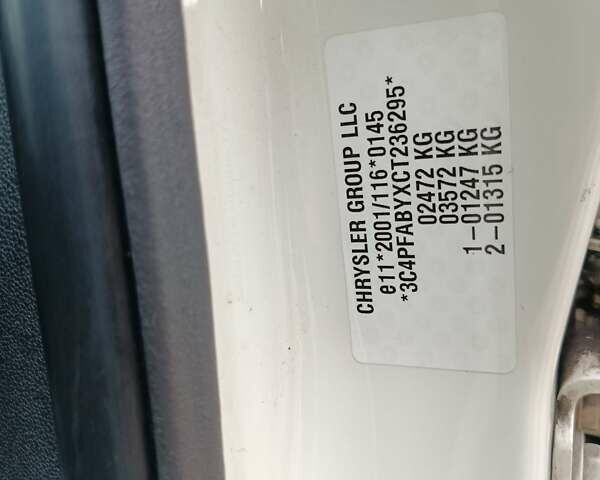 CHRYSLER GROUP LLC
e11*2001/116*0145
*3C4PFABYXCT236295*
02472 KG
03572 KG
1-01247 KG
2-01315 KG